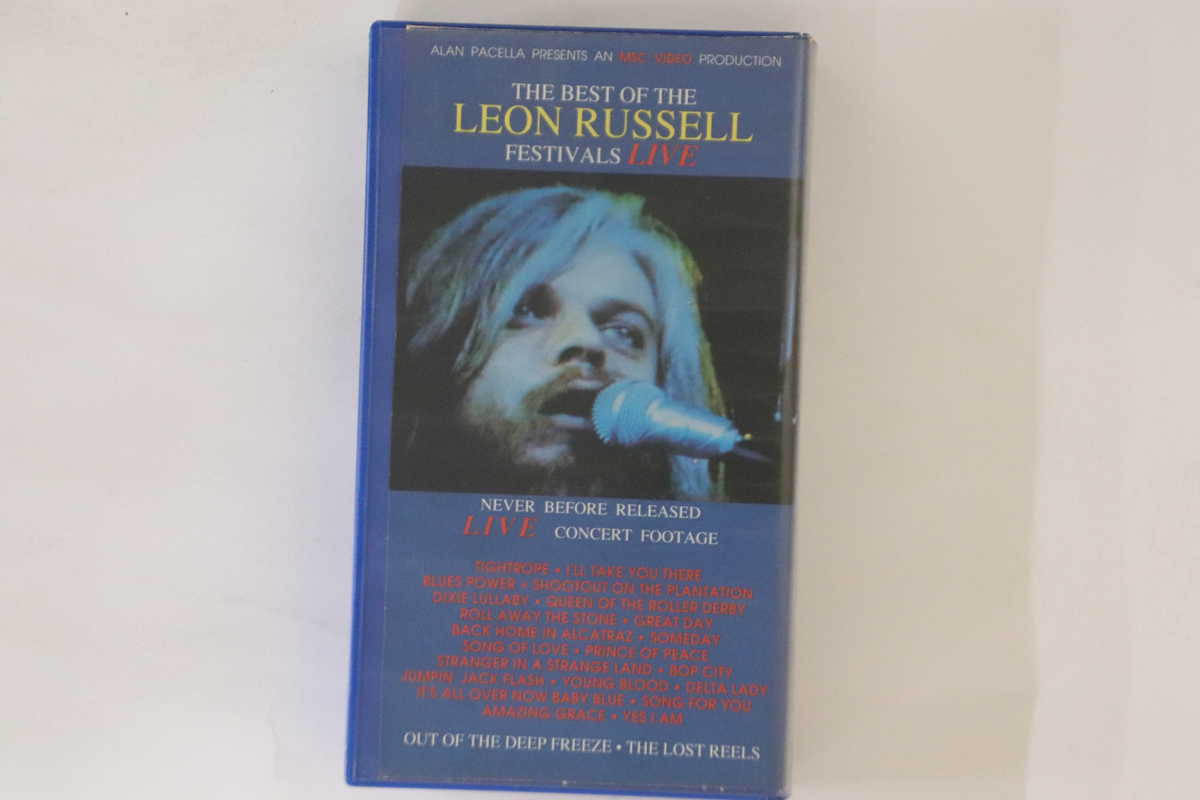 ALAN PACELLA PRESENTS AN MSC VIDEO PRODUCTION
THE BEST OF THE
LEON RUSSELL
FESTIVALS LIVE
NEVER BEFORE RELEASED
LIVE CONCERT FOOTAGE
TIGHTROPE • I'LL TAKE YOU THERE
BLUES POWER • SHOOTOUT ON THE PLANTATION
DIXIE LULLABY • QUEEN OF THE ROLLER DERBY
ROLL AWAY THE STONE • GREAT DAY
BACK HOME IN ALCATRAZ • SOMEDAY
SONG OF LOVE • PRINCE OF PEACE
STRANGER IN A STRANGE LAND • BOP CITY
JUMPIN' JACK FLASH • YOUNG BLOOD • DELTA LADY
IT'S ALL OVER NOW BABY BLUE • SONG FOR YOU
AMAZING GRACE • YES I AM
OUT OF THE DEEP FREEZE • THE LOST REELS